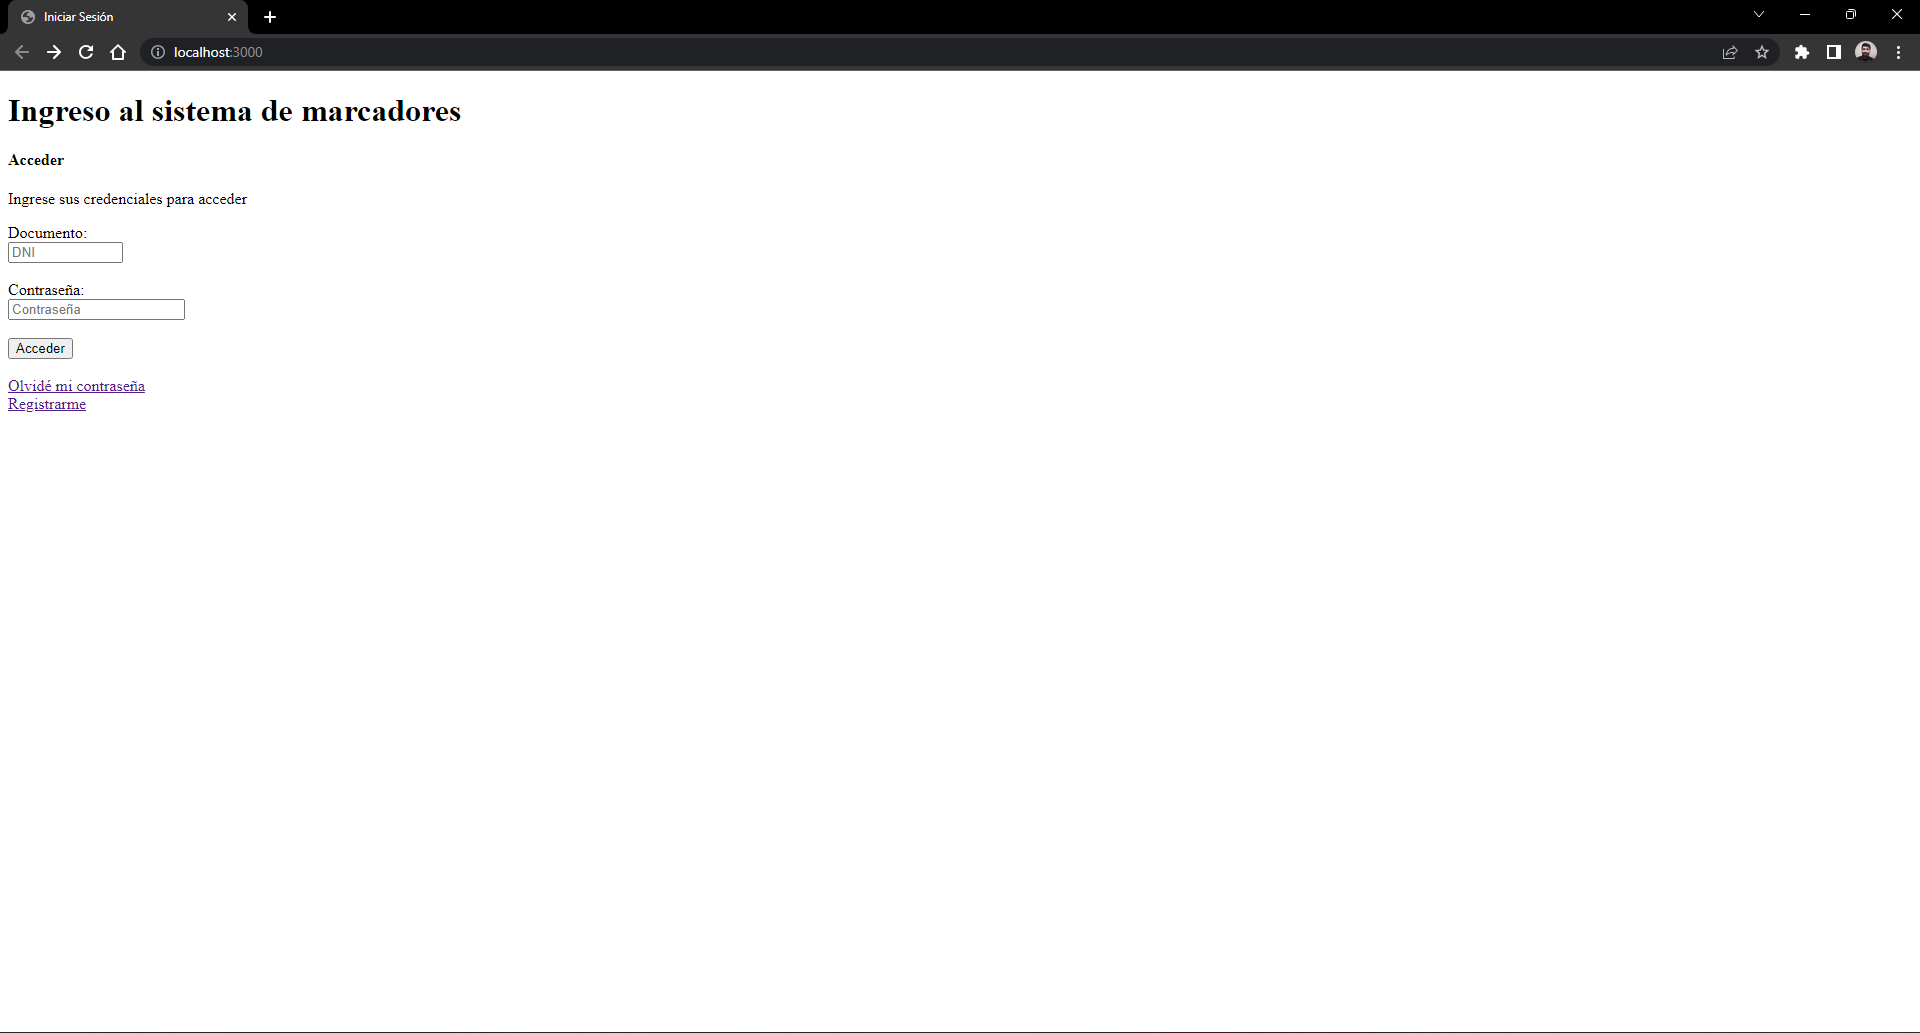 Iniciar Sesión
localhost:3000
Ingreso al sistema de marcadores
Acceder
Ingrese sus credenciales para acceder
Documento:
DNI
Contraseña:
Contraseña
Acceder
Olvidé mi contraseña
Registrarme